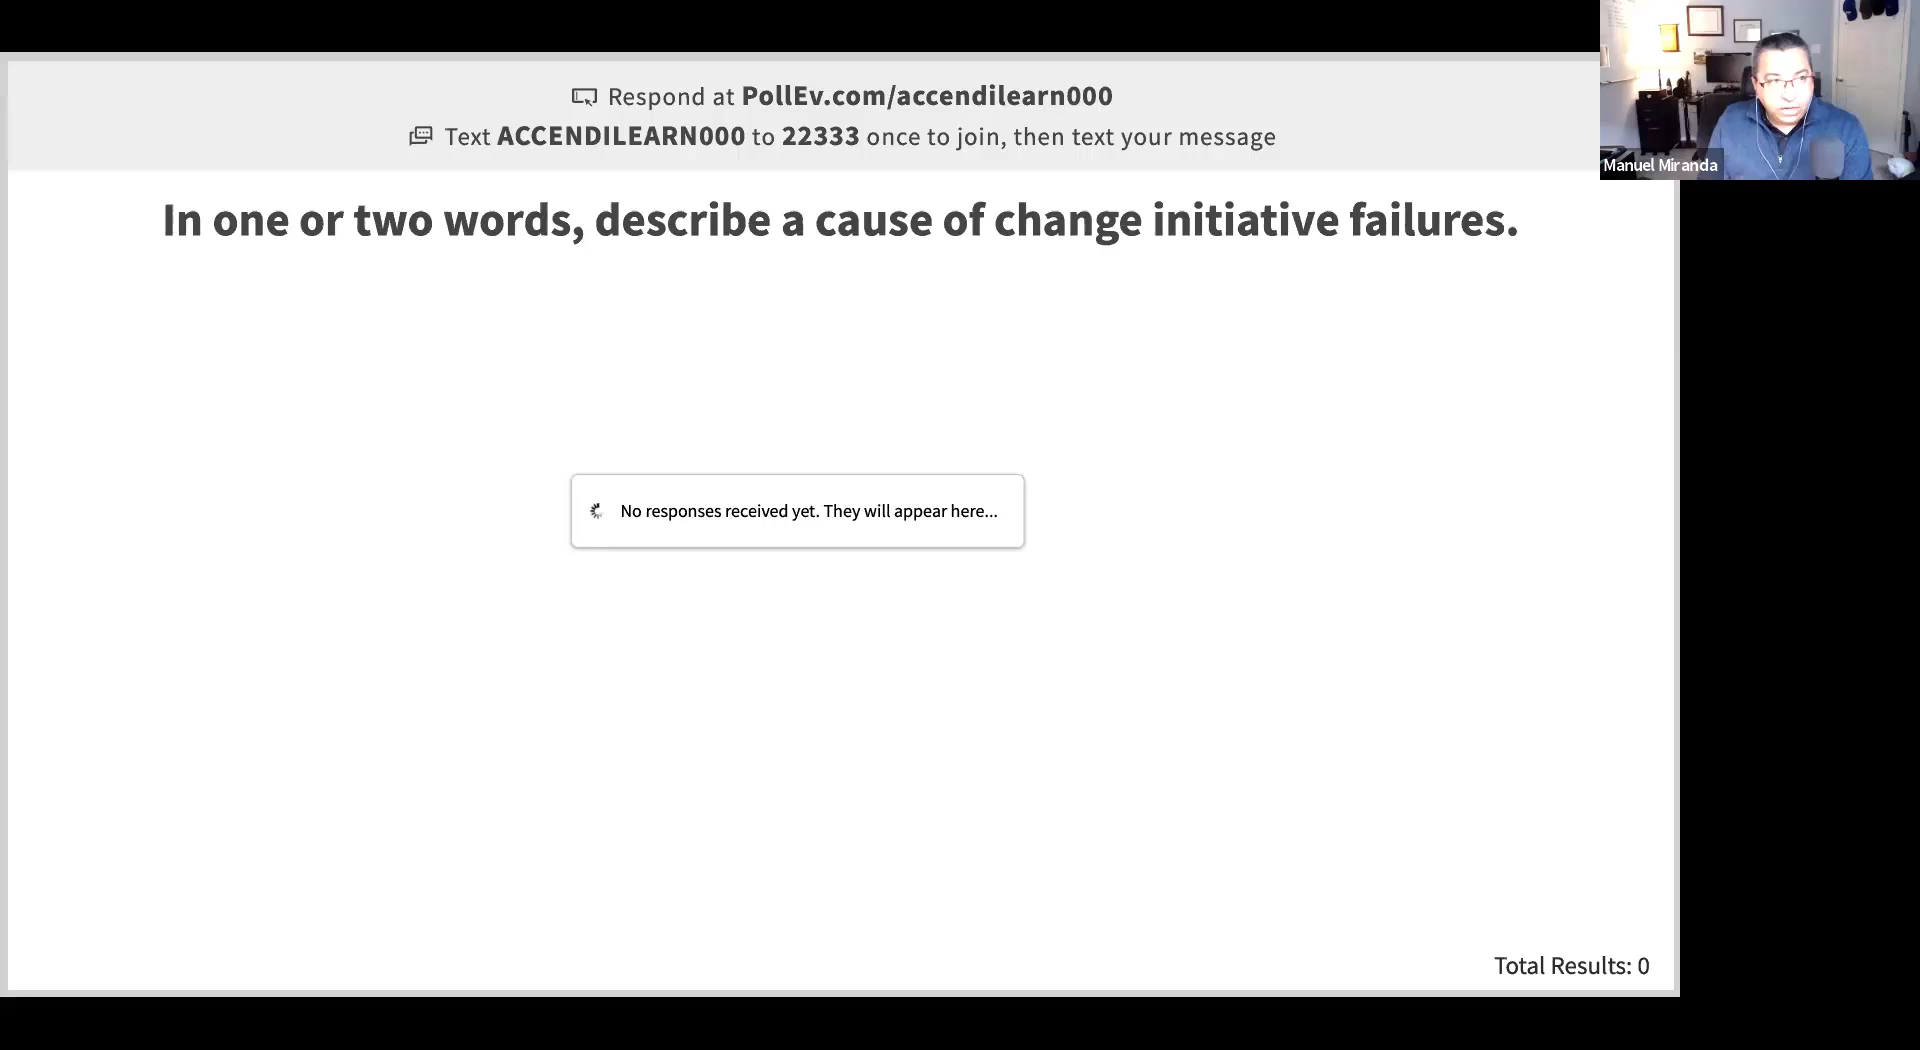 Respond at PollEv.com/accendilearn000
Text ACCENDILEARN000 to 22333 once to join, then text your message
Manuel Miranda
In one or two words, describe a cause of change initiative failures.
No responses received yet. They will appear here...
Total Results: 0